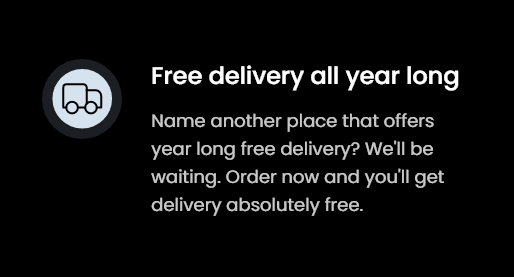 Free delivery all year long
Name another place that offers
year long free delivery? We'll be
waiting. Order now and you'll get
delivery absolutely free.